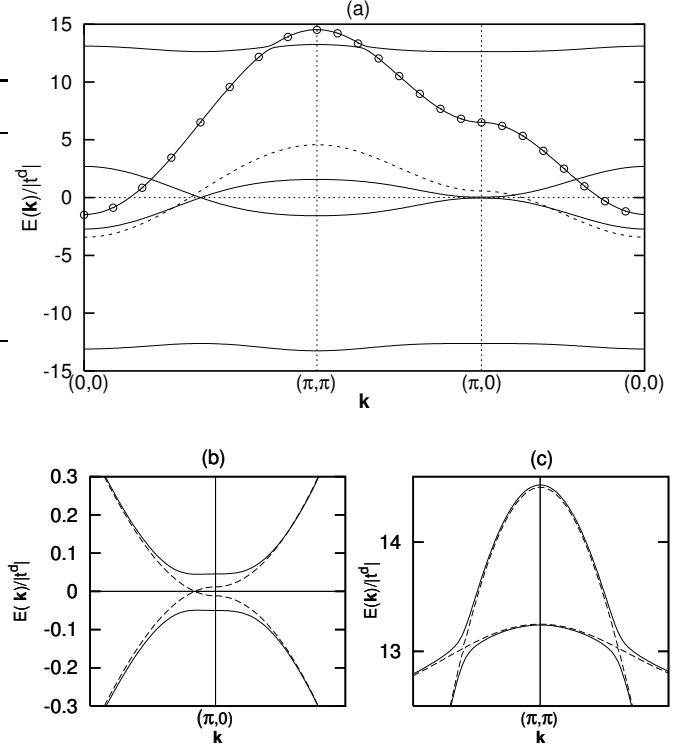 (a)
15
10
5
0
-5
-10
-15
E(k)/|t^d|
(0,0)
(π,π)
(π,0)
(0,0)
k
(b)
0.3
0.2
0.1
0
-0.1
-0.2
-0.3
E( k)/|t^d|
(π,0)
k
(c)
14
13
E(k)/|t^d|
(π,π)
k